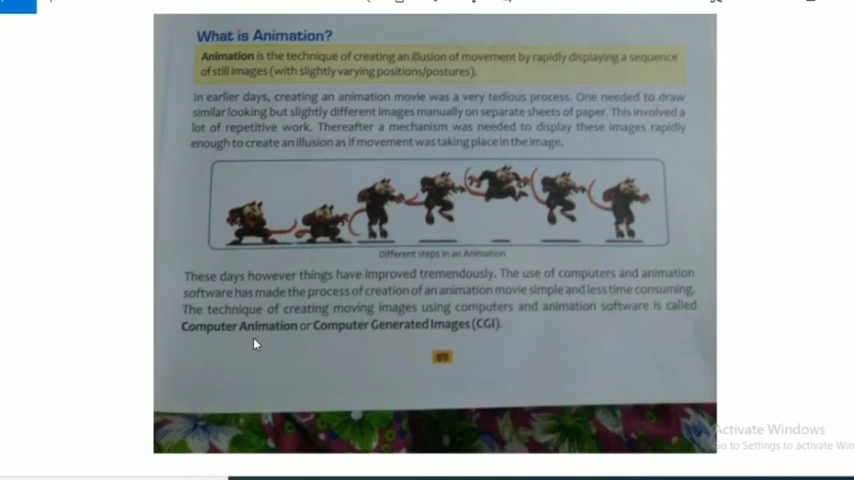 What is Animation?
Animation is the technique of creating an illusion of movement by rapidly displaying a sequence
of still images (with slightly varying positions/postures).
In earlier days, creating an animation movie was a very tedious process. One needed to draw
similar looking but slightly different images manually on separate sheets of paper. This involved a
lot of repetitive work. Thereafter a mechanism was needed to display these images rapidly
enough to create an illusion as if movement was taking place in the image.
Different steps in an Animation
These days however things have improved tremendously. The use of computers and animation
software has made the process of creation of an animation movie simple and less time consuming.
The technique of creating moving images using computers and animation software is called
Computer Animation or Computer Generated Images (CGI).
89
Activate Windows
Go to Settings to activate Win